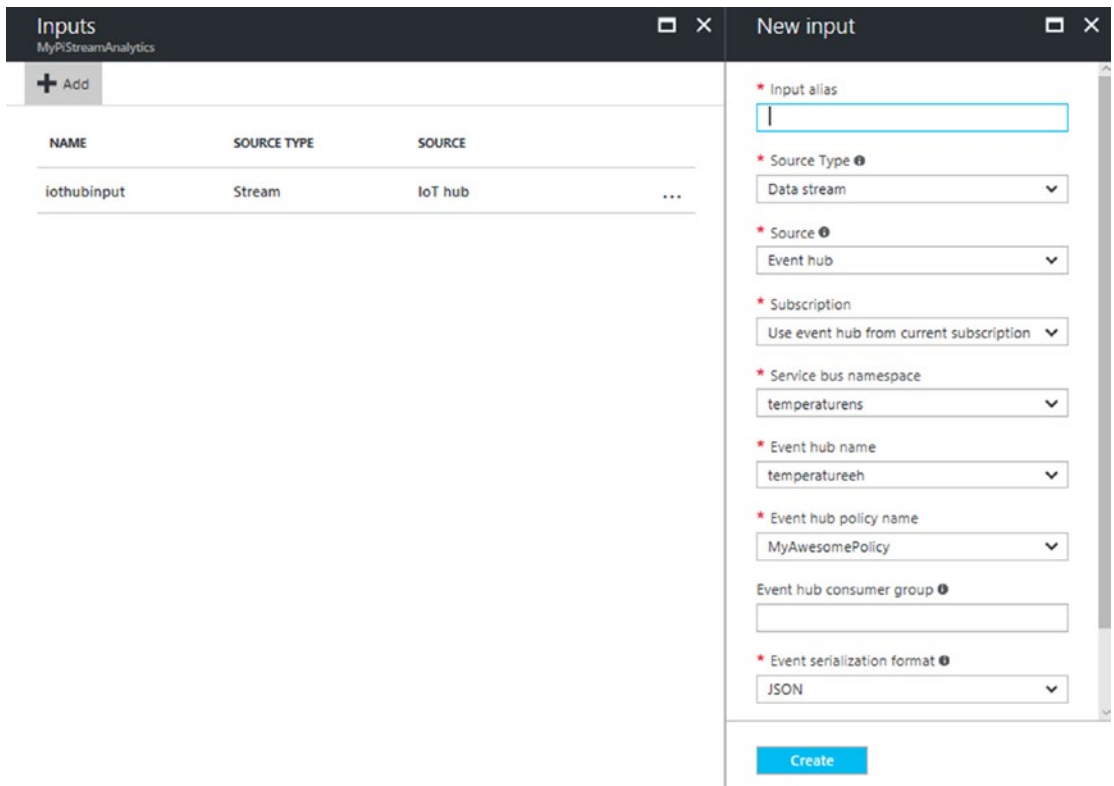 Inputs
MyPiStreamAnalytics
Add
NAME SOURCE TYPE SOURCE
iothubinput Stream IoT hub ...
New input
* Input alias
* Source Type
Data stream
* Source
Event hub
* Subscription
Use event hub from current subscription
* Service bus namespace
temperaturens
* Event hub name
temperatureeh
* Event hub policy name
MyAwesomePolicy
Event hub consumer group
* Event serialization format
JSON
Create